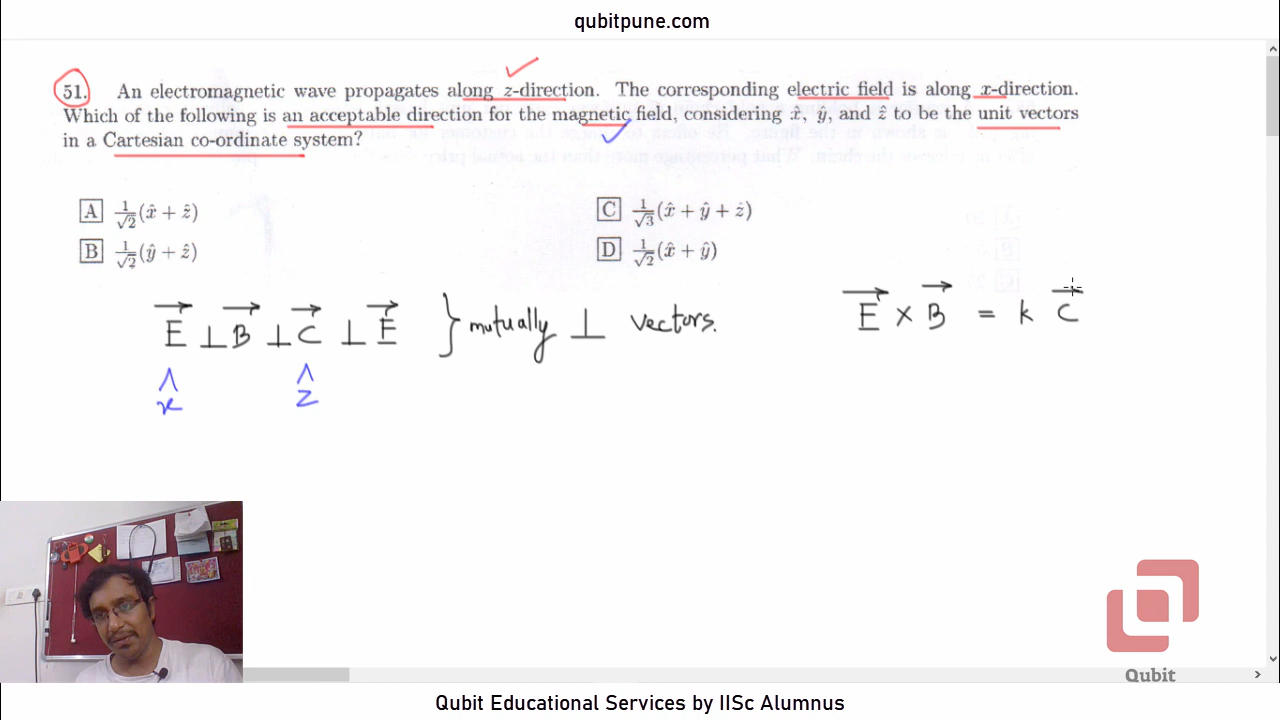 qubitpune.com
51. An electromagnetic wave propagates along z-direction. The corresponding electric field is along x-direction.
Which of the following is an acceptable direction for the magnetic field, considering x̂, ŷ, and ẑ to be the unit vectors
in a Cartesian co-ordinate system?
A 1/√2(x̂ + ẑ)
C 1/√3(x̂ + ŷ + ẑ)
B 1/√2(ŷ + ẑ)
D 1/√2(x̂ + ŷ)
E⃗ × B⃗ = k C⃗
E⃗ ⊥ B⃗ ⊥ C⃗ ⊥ E⃗ } mutually ⊥ vectors.
x̂ ẑ
Qubit
Qubit Educational Services by IISc Alumnus